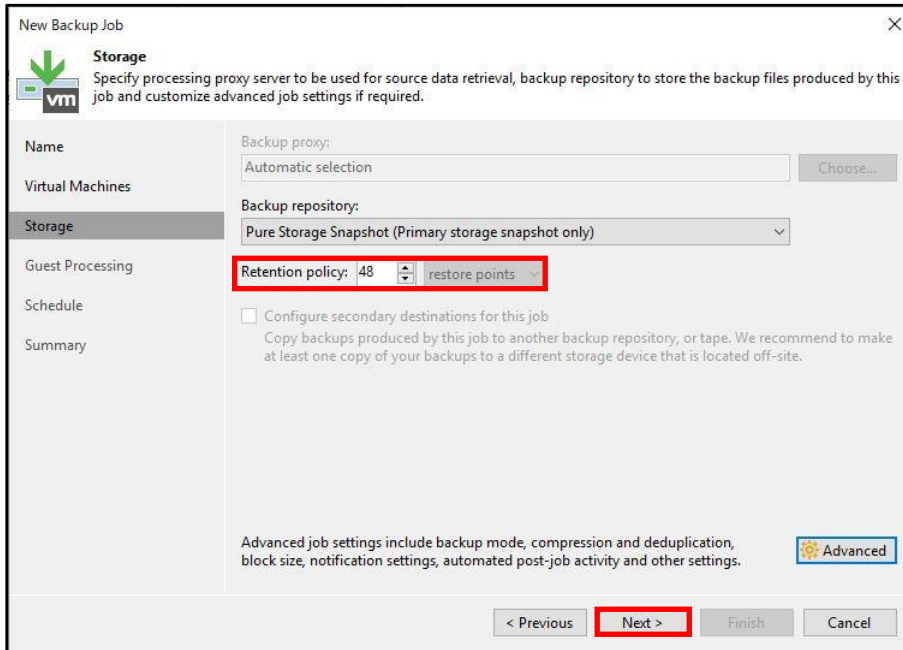 New Backup Job
Storage
Specify processing proxy server to be used for source data retrieval, backup repository to store the backup files produced by this
job and customize advanced job settings if required.
vm
Name
Virtual Machines
Storage
Guest Processing
Schedule
Summary
Backup proxy:
Automatic selection
Choose...
Backup repository:
Pure Storage Snapshot (Primary storage snapshot only)
Retention policy: 48 restore points
Configure secondary destinations for this job
Copy backups produced by this job to another backup repository, or tape. We recommend to make
at least one copy of your backups to a different storage device that is located off-site.
Advanced job settings include backup mode, compression and deduplication,
block size, notification settings, automated post-job activity and other settings.
Advanced
< Previous
Next >
Finish
Cancel